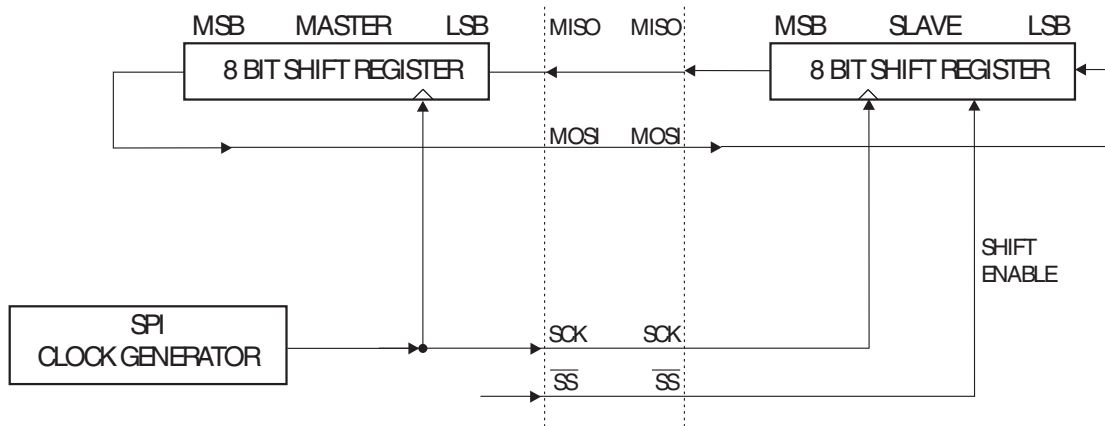 MSB MASTER LSB MISO MISO MSB SLAVE LSB
8 BIT SHIFT REGISTER 8 BIT SHIFT REGISTER
MOSI MOSI
SHIFT
ENABLE
SPI
CLOCK GENERATOR
SCK SCK
SS SS